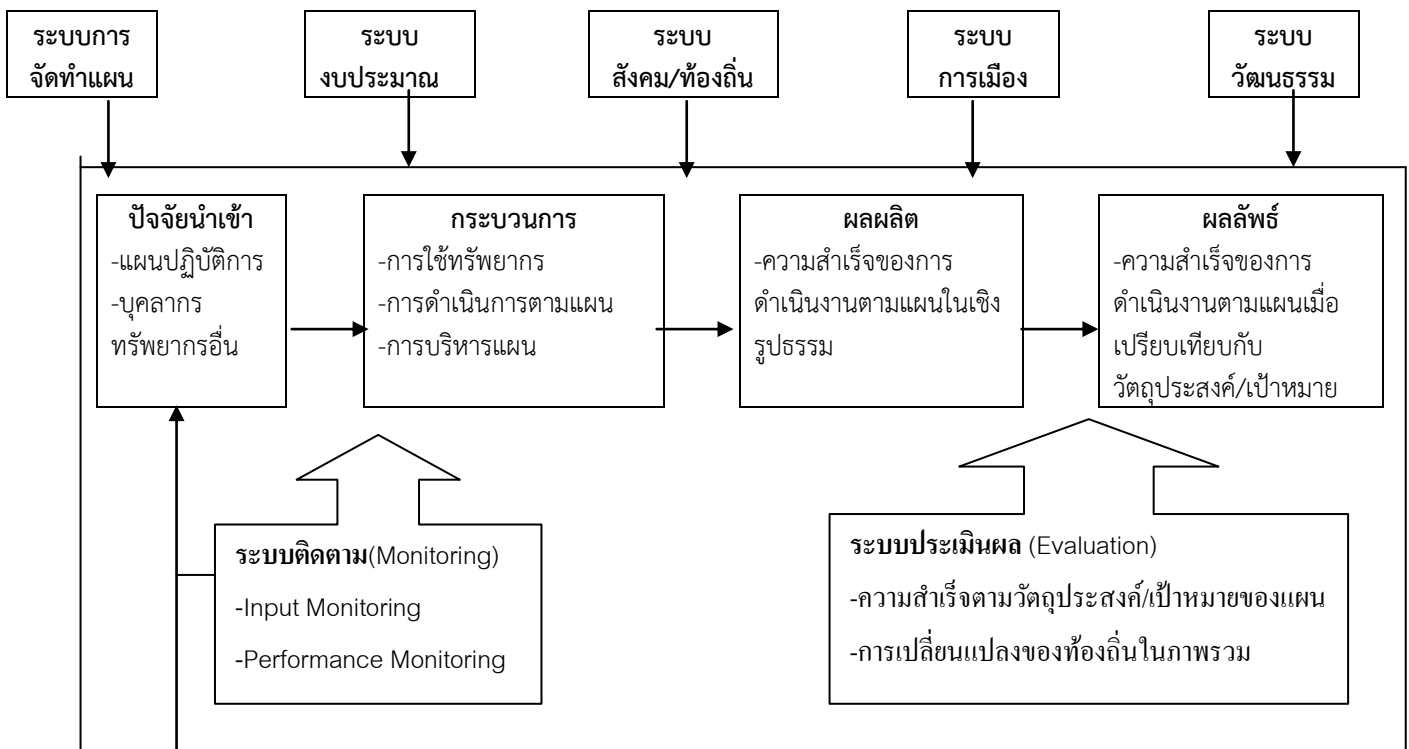 ระบบการ
จัดทำแผน
ระบบ
งบประมาณ
ระบบ
สังคม/ท้องถิ่น
ระบบ
การเมือง
ระบบ
วัฒนธรรม
ปัจจัยนำเข้า
-แผนปฏิบัติการ
-บุคลากร
ทรัพยากรอื่น
กระบวนการ
-การใช้ทรัพยากร
-การดำเนินการตามแผน
-การบริหารแผน
ผลผลิต
-ความสำเร็จของการ
ดำเนินงานตามแผนในเชิง
รูปธรรม
ผลลัพธ์
-ความสำเร็จของการ
ดำเนินงานตามแผนเมื่อ
เปรียบเทียบกับ
วัตถุประสงค์/เป้าหมาย
ระบบติดตาม(Monitoring)
-Input Monitoring
-Performance Monitoring
ระบบประเมินผล (Evaluation)
-ความสำเร็จตามวัตถุประสงค์/เป้าหมายของแผน
-การเปลี่ยนแปลงของท้องถิ่นในภาพรวม